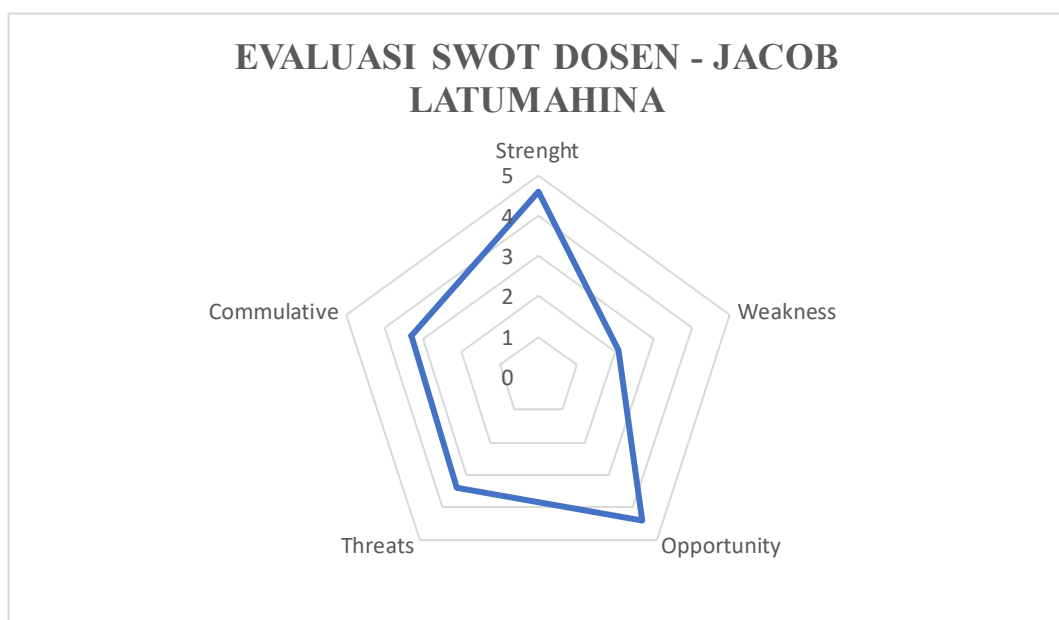 EVALUASI SWOT DOSEN - JACOB
LATUMAHINA
Strenght
5
4
3
2
1
0
Commulative
Weakness
Threats
Opportunity